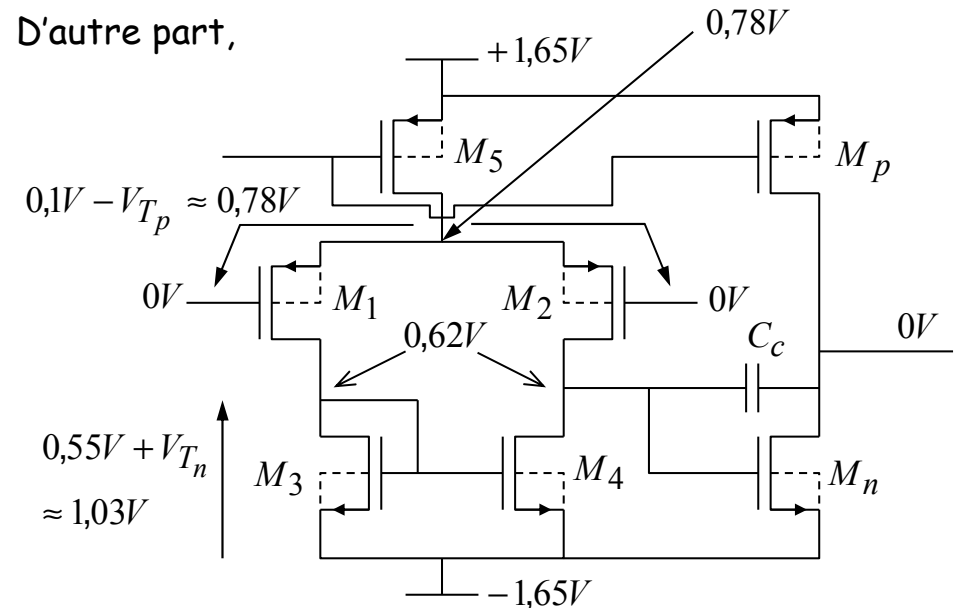 D'autre part,
0,78V
+1,65V
M5
Mp
0,1V − VTp ≈ 0,78V
0V
M1
M2
0V
0,62V
Cc
0V
0,55V + VTn
≈ 1,03V
M3
M4
Mn
−1,65V